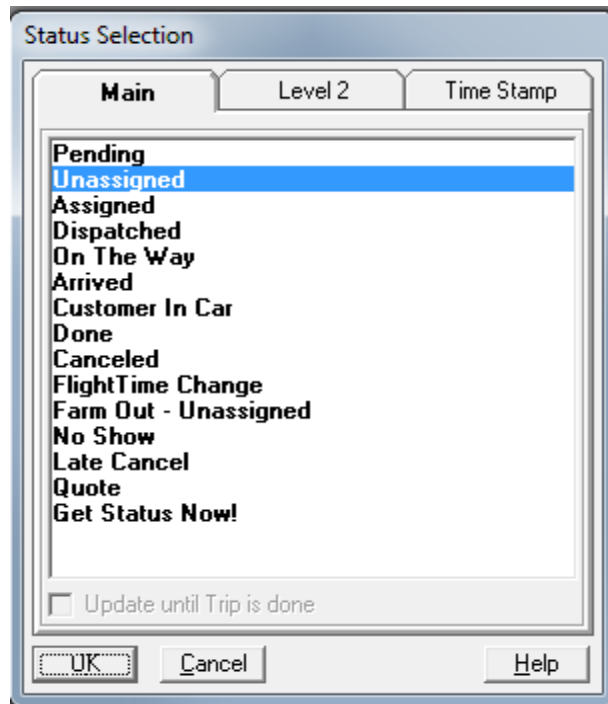 Status Selection
Main Level 2 Time Stamp
Pending
Unassigned
Assigned
Dispatched
On The Way
Arrived
Customer In Car
Done
Canceled
FlightTime Change
Farm Out - Unassigned
No Show
Late Cancel
Quote
Get Status Now!
Update until Trip is done
OK Cancel Help